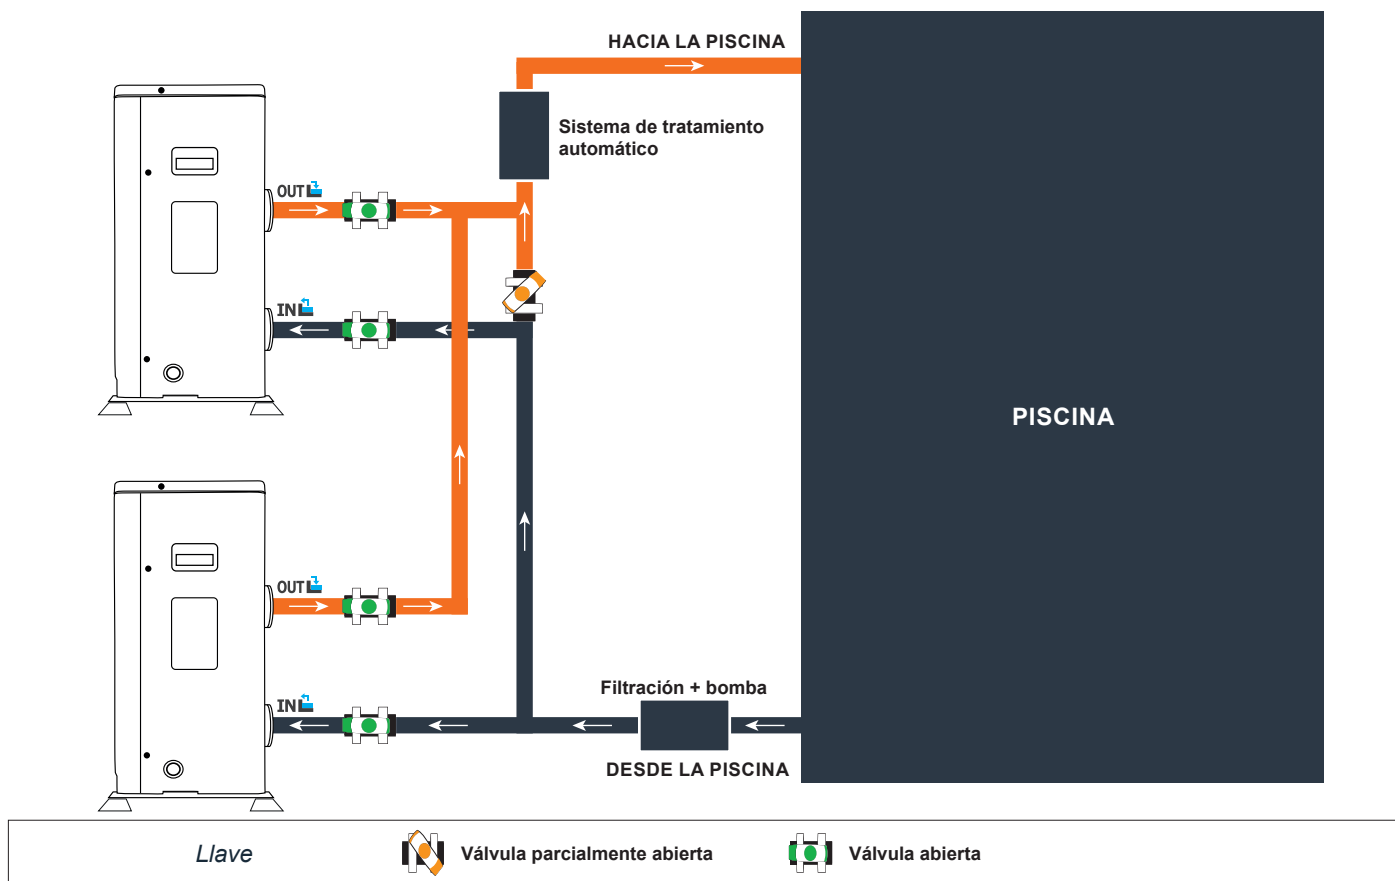 HACIA LA PISCINA
Sistema de tratamiento
automático
OUT
IN
PISCINA
OUT
IN
Filtración + bomba
DESDE LA PISCINA
Llave
Válvula parcialmente abierta
Válvula abierta